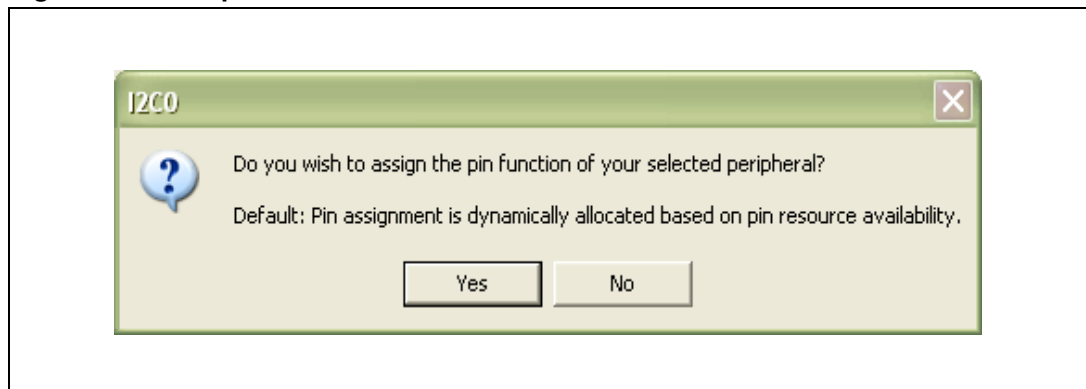 I2C0
Do you wish to assign the pin function of your selected peripheral?
Default: Pin assignment is dynamically allocated based on pin resource availability.
Yes
No